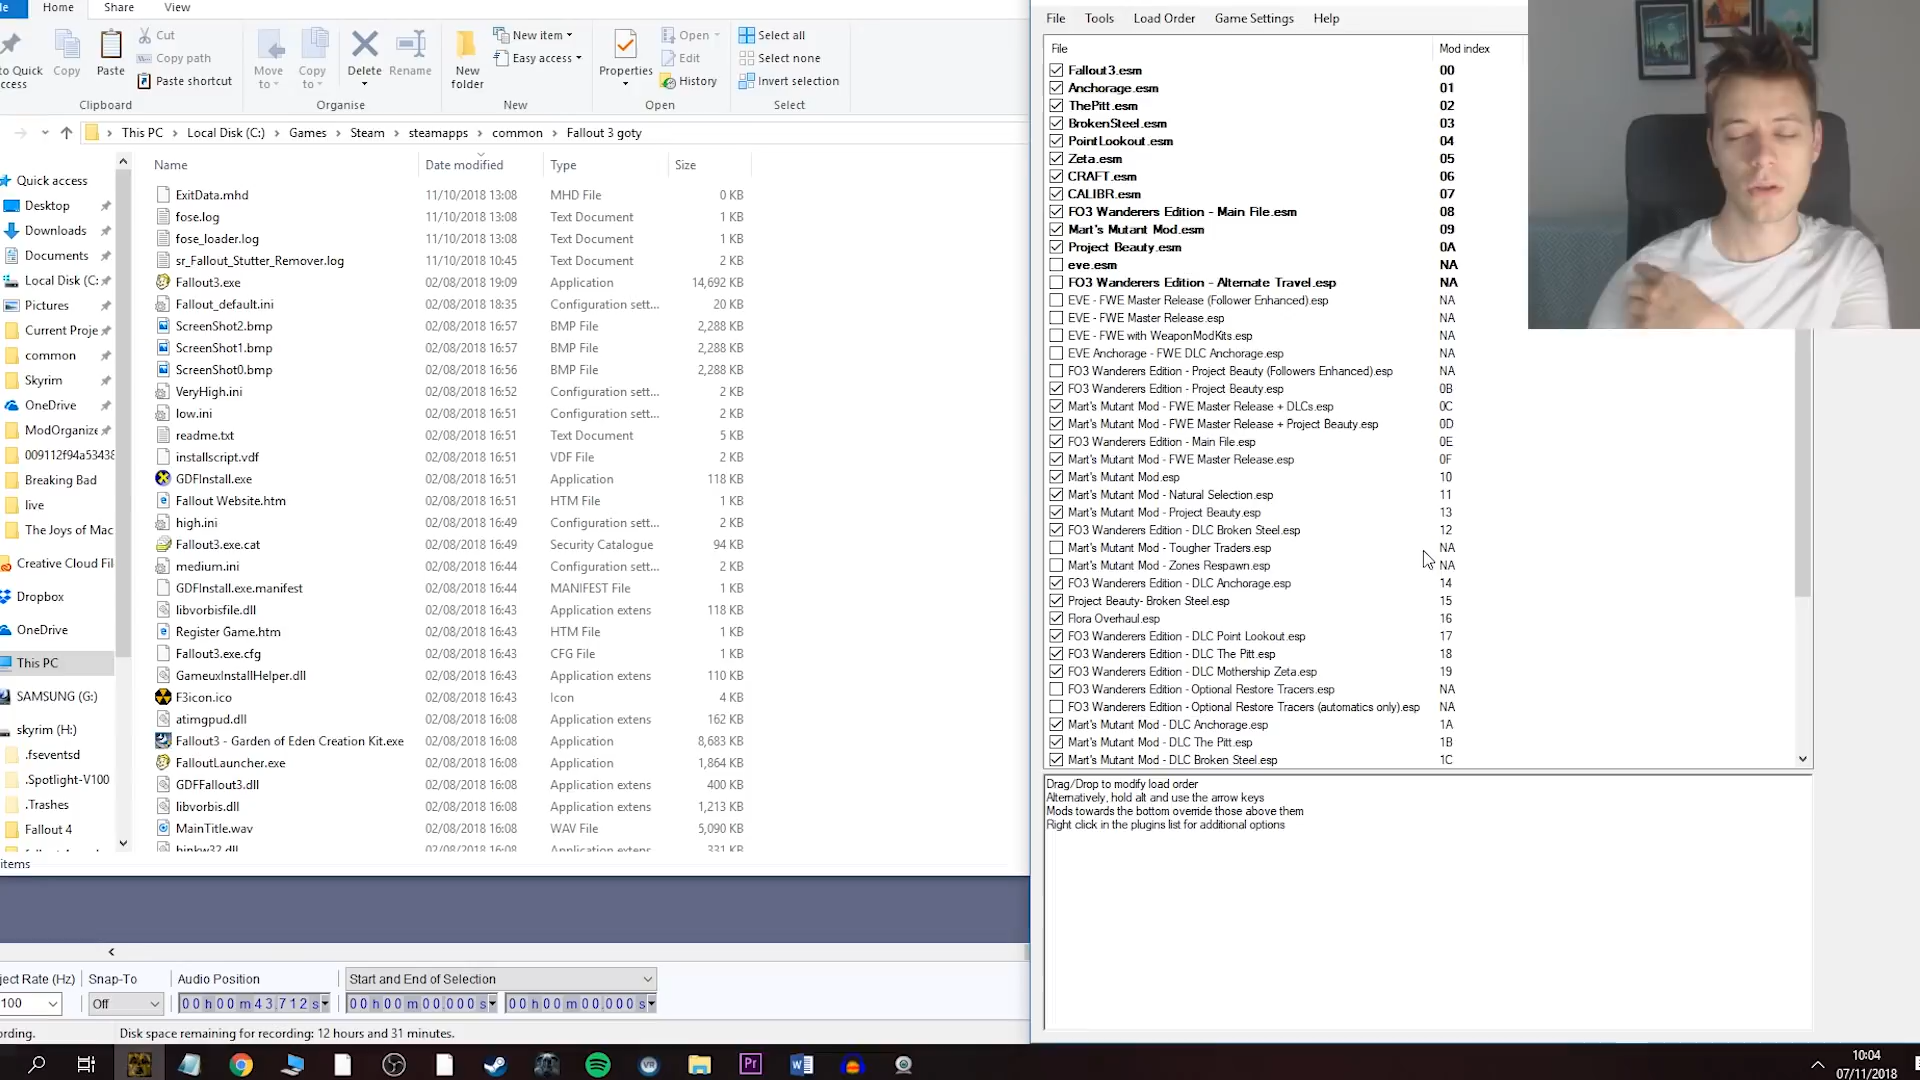 Home Share View
to Quick
access
Copy
Paste
Cut
Copy path
Paste shortcut
Clipboard
Move
to
Copy
to
Delete
Rename
Organise
New
folder
New item
Easy access
New
Properties
Open
Edit
History
Open
Select all
Select none
Invert selection
Select
This PC Local Disk (C:) Games Steam steamapps common Fallout 3 goty
Quick access
Desktop
Downloads
Documents
Local Disk (C:
Pictures
Current Proje
common
Skyrim
OneDrive
ModOrganize
009112f94a53438
Breaking Bad
live
The Joys of Mac
Creative Cloud Fil
Dropbox
OneDrive
This PC
SAMSUNG (G:)
skyrim (H:)
.fseventsd
.Spotlight-V100
.Trashes
Fallout 4
items
Name Date modified Type Size
ExitData.mhd 11/10/2018 13:08 MHD File 0 KB
fose.log 11/10/2018 13:08 Text Document 1 KB
fose_loader.log 11/10/2018 13:08 Text Document 1 KB
sr_Fallout_Stutter_Remover.log 11/10/2018 10:45 Text Document 2 KB
Fallout3.exe 02/08/2018 19:09 Application 14,692 KB
Fallout_default.ini 02/08/2018 18:35 Configuration sett... 20 KB
ScreenShot2.bmp 02/08/2018 16:57 BMP File 2,288 KB
ScreenShot1.bmp 02/08/2018 16:57 BMP File 2,288 KB
ScreenShot0.bmp 02/08/2018 16:56 BMP File 2,288 KB
VeryHigh.ini 02/08/2018 16:52 Configuration sett... 2 KB
low.ini 02/08/2018 16:51 Configuration sett... 2 KB
readme.txt 02/08/2018 16:51 Text Document 5 KB
installscript.vdf 02/08/2018 16:51 VDF File 2 KB
GDFInstall.exe 02/08/2018 16:51 Application 118 KB
Fallout Website.htm 02/08/2018 16:51 HTM File 1 KB
high.ini 02/08/2018 16:49 Configuration sett... 2 KB
Fallout3.exe.cat 02/08/2018 16:49 Security Catalogue 94 KB
medium.ini 02/08/2018 16:44 Configuration sett... 2 KB
GDFInstall.exe.manifest 02/08/2018 16:44 MANIFEST File 2 KB
libvorbisfile.dll 02/08/2018 16:43 Application extens 118 KB
Register Game.htm 02/08/2018 16:43 HTM File 1 KB
Fallout3.exe.cfg 02/08/2018 16:43 CFG File 1 KB
GameuxInstallHelper.dll 02/08/2018 16:43 Application extens 110 KB
F3icon.ico 02/08/2018 16:43 Icon 4 KB
atimgpud.dll 02/08/2018 16:08 Application extens 162 KB
Fallout3 - Garden of Eden Creation Kit.exe 02/08/2018 16:08 Application 8,683 KB
FalloutLauncher.exe 02/08/2018 16:08 Application 1,864 KB
GDFFallout3.dll 02/08/2018 16:08 Application extens 400 KB
libvorbis.dll 02/08/2018 16:08 Application extens 1,213 KB
MainTitle.wav 02/08/2018 16:08 WAV File 5,090 KB
binkw32.dll 02/08/2018 16:08 Application extens 331 KB
File Tools Load Order Game Settings Help
File Mod index
Fallout3.esm 00
Anchorage.esm 01
ThePitt.esm 02
BrokenSteel.esm 03
PointLookout.esm 04
Zeta.esm 05
CRAFT.esm 06
CALIBR.esm 07
FO3 Wanderers Edition - Main File.esm 08
Mart's Mutant Mod.esm 09
Project Beauty.esm 0A
eve.esm NA
FO3 Wanderers Edition - Alternate Travel.esp NA
EVE - FWE Master Release (Follower Enhanced).esp NA
EVE - FWE Master Release.esp NA
EVE - FWE with WeaponModKits.esp NA
EVE Anchorage - FWE DLC Anchorage.esp NA
FO3 Wanderers Edition - Project Beauty (Followers Enhanced).esp NA
FO3 Wanderers Edition - Project Beauty.esp 0B
Mart's Mutant Mod - FWE Master Release + DLCs.esp 0C
Mart's Mutant Mod - FWE Master Release + Project Beauty.esp 0D
FO3 Wanderers Edition - Main File.esp 0E
Mart's Mutant Mod - FWE Master Release.esp 0F
Mart's Mutant Mod.esp 10
Mart's Mutant Mod - Natural Selection.esp 11
Mart's Mutant Mod - Project Beauty.esp 13
FO3 Wanderers Edition - DLC Broken Steel.esp 12
Mart's Mutant Mod - Tougher Traders.esp NA
Mart's Mutant Mod - Zones Respawn.esp NA
FO3 Wanderers Edition - DLC Anchorage.esp 14
Project Beauty- Broken Steel.esp 15
Flora Overhaul.esp 16
FO3 Wanderers Edition - DLC Point Lookout.esp 17
FO3 Wanderers Edition - DLC The Pitt.esp 18
FO3 Wanderers Edition - DLC Mothership Zeta.esp 19
FO3 Wanderers Edition - Optional Restore Tracers.esp NA
FO3 Wanderers Edition - Optional Restore Tracers (automatics only).esp NA
Mart's Mutant Mod - DLC Anchorage.esp 1A
Mart's Mutant Mod - DLC The Pitt.esp 1B
Mart's Mutant Mod - DLC Broken Steel.esp 1C
Drag/Drop to modify load order
Alternatively, hold alt and use the arrow keys
Mods towards the bottom override those above them
Right click in the plugins list for additional options
ject Rate (Hz) Snap-To Audio Position Start and End of Selection
100 Off 00 h 00 m 43.712 s 00 h 00 m 00.000 s 00 h 00 m 00.000 s
ording. Disk space remaining for recording: 12 hours and 31 minutes.
Pr
10:04
07/11/2018